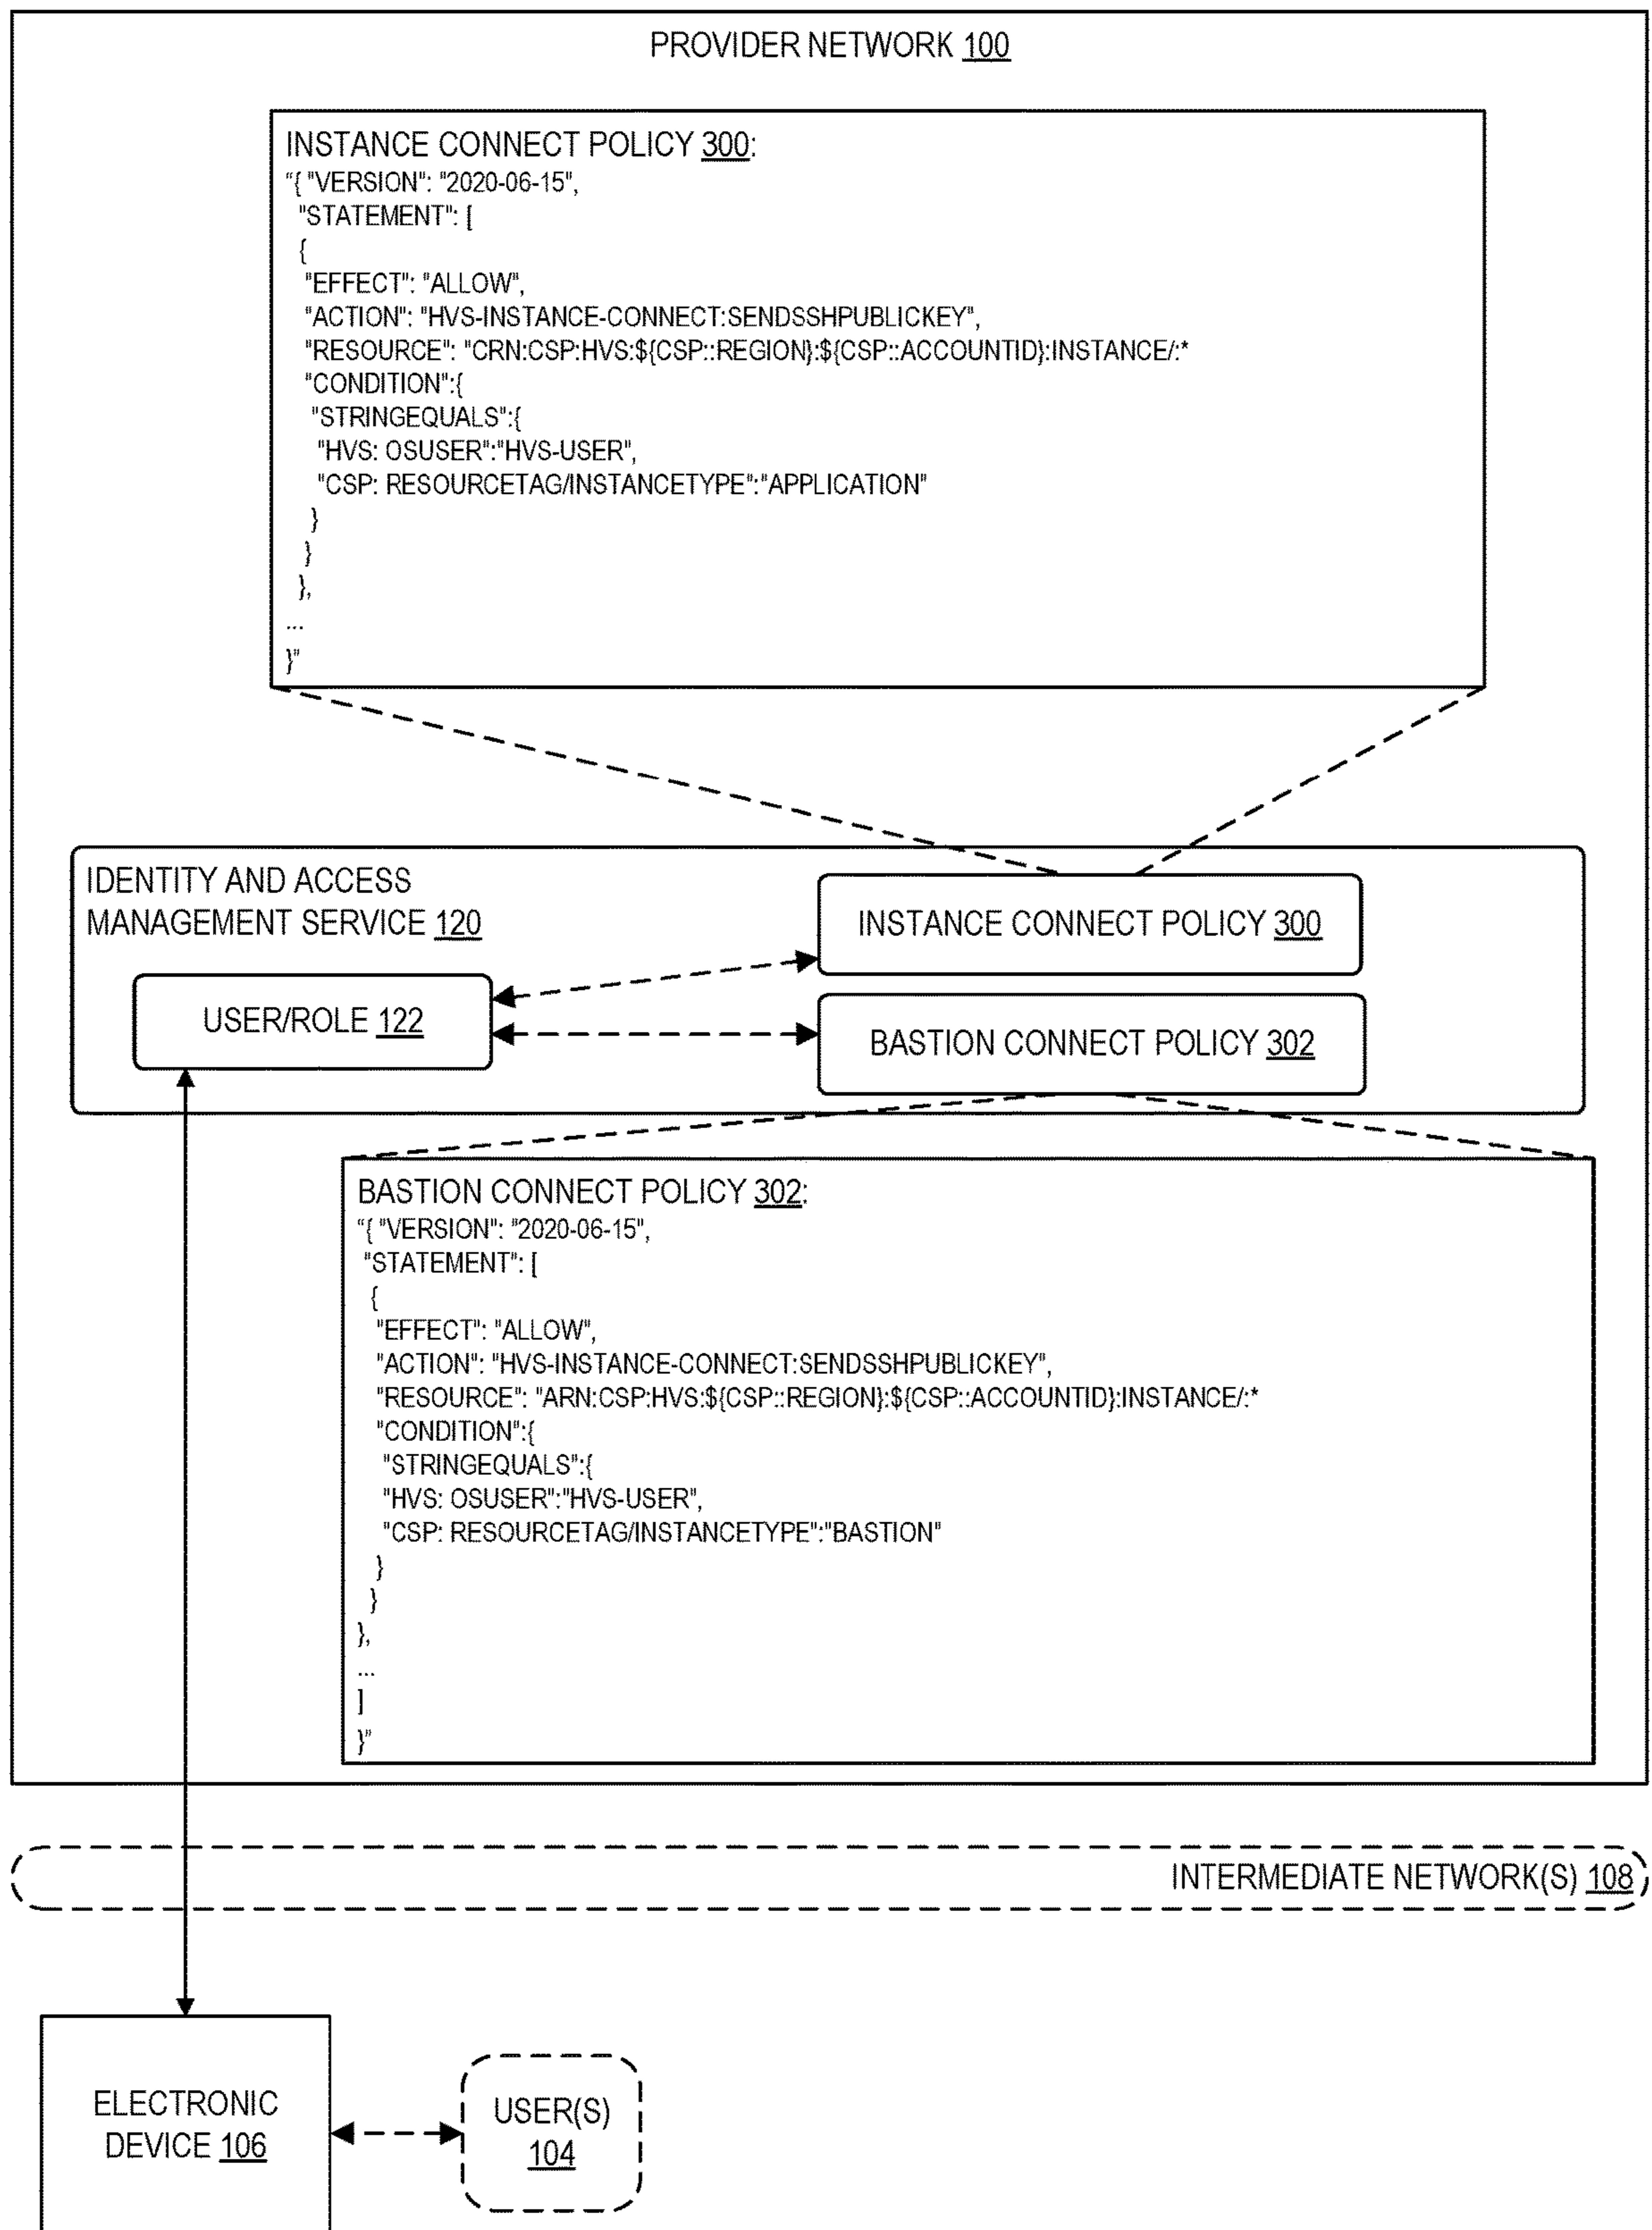 PROVIDER NETWORK 100
INSTANCE CONNECT POLICY 300:
“{ "VERSION": "2020-06-15",
"STATEMENT": [
{
"EFFECT": "ALLOW",
"ACTION": "HVS-INSTANCE-CONNECT:SENDSSHPUBLICKEY",
"RESOURCE": "CRN:CSP:HVS:${CSP::REGION}:${CSP::ACCOUNTID}:INSTANCE/:*
"CONDITION":{
"STRINGEQUALS":{
"HVS: OSUSER":"HVS-USER",
"CSP: RESOURCETAG/INSTANCETYPE":"APPLICATION"
}
}
},
...
}"
IDENTITY AND ACCESS
MANAGEMENT SERVICE 120
INSTANCE CONNECT POLICY 300
USER/ROLE 122
BASTION CONNECT POLICY 302
BASTION CONNECT POLICY 302:
“{ "VERSION": "2020-06-15",
"STATEMENT": [
{
"EFFECT": "ALLOW",
"ACTION": "HVS-INSTANCE-CONNECT:SENDSSHPUBLICKEY",
"RESOURCE": "ARN:CSP:HVS:${CSP::REGION}:${CSP::ACCOUNTID}:INSTANCE/:*
"CONDITION":{
"STRINGEQUALS":{
"HVS: OSUSER":"HVS-USER",
"CSP: RESOURCETAG/INSTANCETYPE":"BASTION"
}
}
},
...
]
}"
INTERMEDIATE NETWORK(S) 108
ELECTRONIC
DEVICE 106
USER(S)
104